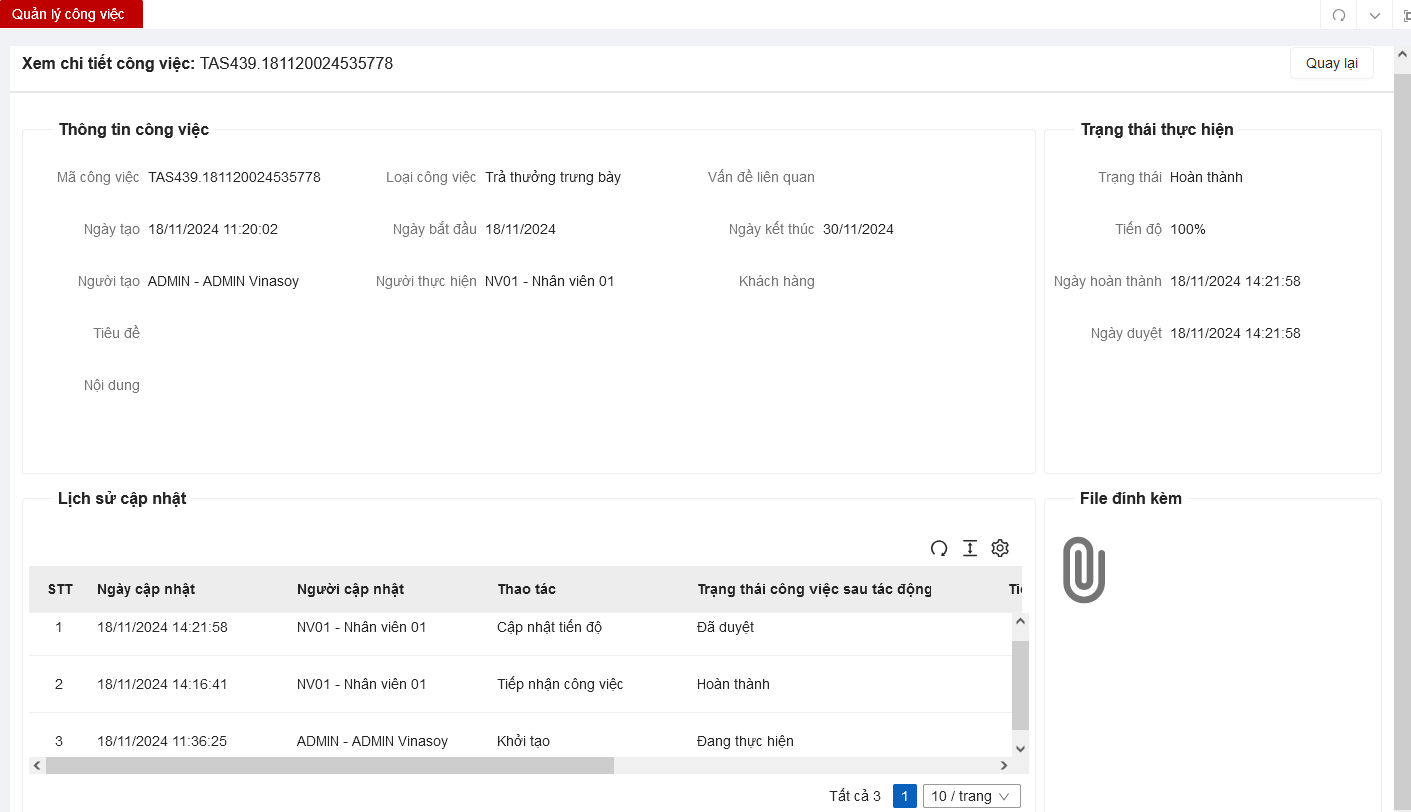 Quản lý công việc
Xem chi tiết công việc: TAS439.181120024535778
Quay lại
Thông tin công việc
Mã công việc TAS439.181120024535778 Loại công việc Trả thưởng trưng bày Vấn đề liên quan
Ngày tạo 18/11/2024 11:20:02 Ngày bắt đầu 18/11/2024 Ngày kết thúc 30/11/2024
Người tạo ADMIN - ADMIN Vinasoy Người thực hiện NV01 - Nhân viên 01 Khách hàng
Tiêu đề
Nội dung
Trạng thái thực hiện
Trạng thái Hoàn thành
Tiến độ 100%
Ngày hoàn thành 18/11/2024 14:21:58
Ngày duyệt 18/11/2024 14:21:58
Lịch sử cập nhật
STT Ngày cập nhật Người cập nhật Thao tác Trạng thái công việc sau tác động
1 18/11/2024 14:21:58 NV01 - Nhân viên 01 Cập nhật tiến độ Đã duyệt
2 18/11/2024 14:16:41 NV01 - Nhân viên 01 Tiếp nhận công việc Hoàn thành
3 18/11/2024 11:36:25 ADMIN - ADMIN Vinasoy Khởi tạo Đang thực hiện
Tất cả 3 1 10 / trang
File đính kèm